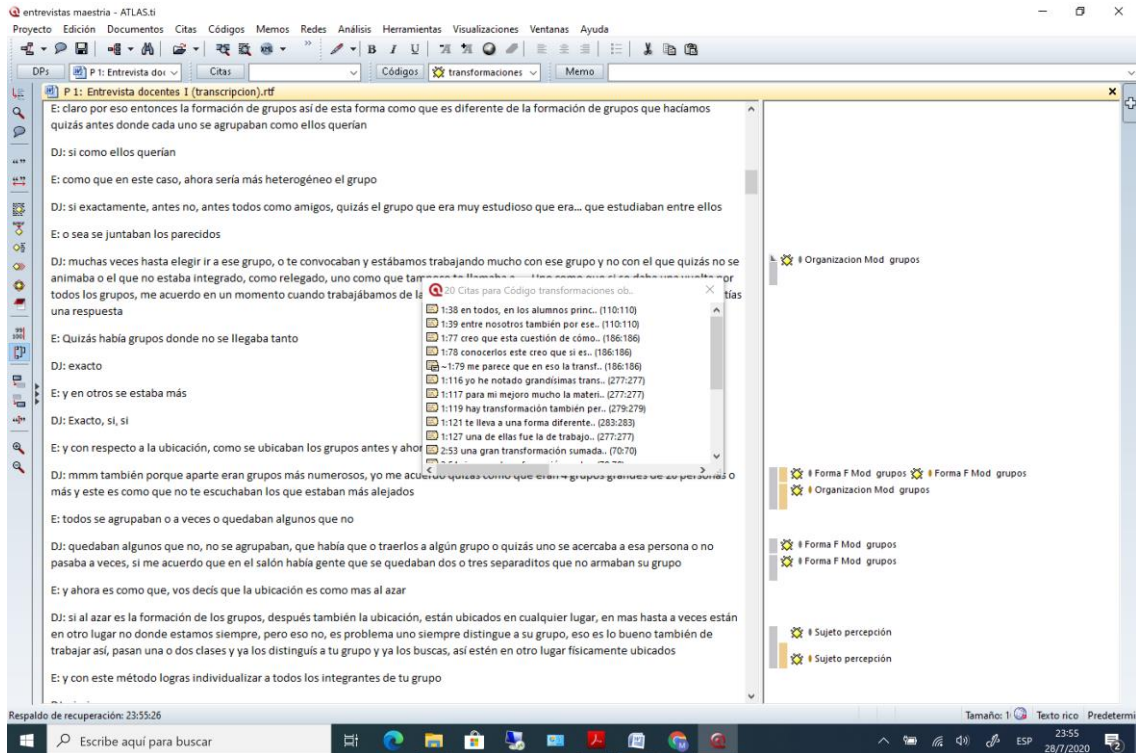 entrevistas maestria - ATLAS.ti
Proyecto Edición Documentos Citas Códigos Memos Redes Análisis Herramientas Visualizaciones Ventanas Ayuda
B I U
DPs P 1: Entrevista doc Citas Códigos transformaciones Memo
P 1: Entrevista docentes I (transcripcion).rtf
E: claro por eso entonces la formación de grupos así de esta forma como que es diferente de la formación de grupos que hacíamos
quizás antes donde cada uno se agrupaban como ellos querían
DJ: si como ellos querían
E: como que en este caso, ahora sería más heterogéneo el grupo
DJ: si exactamente, antes no, antes todos como amigos, quizás el grupo que era muy estudioso que era... que estudiaban entre ellos
E: o sea se juntaban los parecidos
DJ: muchas veces hasta elegir ir a ese grupo, o te convocaban y estábamos trabajando mucho con ese grupo y no con el que quizás no se
animaba o el que no estaba integrado, como relegado, uno como que
todos los grupos, me acuerdo en un momento cuando trabajábamos de la
una respuesta
E: Quizás había grupos donde no se llegaba tanto
DJ: exacto
E: y en otros se estaba más
DJ: Exacto, si, si
E: y con respecto a la ubicación, como se ubicaban los grupos antes y
DJ: mmm también porque aparte eran grupos más numerosos, yo me acuerdo quizás como que eran 4 grupos grandes de 20 personas o
más y este es como que no te escuchaban los que estaban más alejados
E: todos se agrupaban o a veces o quedaban algunos que no
DJ: quedaban algunos que no, no se agrupaban, que había que o traerlos a algún grupo o quizás uno se acercaba a esa persona o no
pasaba a veces, si me acuerdo que en el salón había gente que se quedaban dos o tres separaditos que no armaban su grupo
E: y ahora es como que, vos decís que la ubicación es como mas al azar
DJ: si al azar es la formación de los grupos, después también la ubicación, están ubicados en cualquier lugar, en mas hasta a veces están
en otro lugar no donde estamos siempre, pero eso no, es problema uno siempre distingue a su grupo, eso es lo bueno también de
trabajar así, pasan una o dos clases y ya los distinguís a tu grupo y ya los buscas, así estén en otro lugar físicamente ubicados
E: y con este método logras individualizar a todos los integrantes de tu grupo
20 Citas para Código transformaciones ob..
1:38 en todos, en los alumnos princ.. (110:110)
1:39 entre nosotros también por ese.. (110:110)
1:77 creo que esta cuestión de cómo.. (186:186)
1:78 conocerlos este creo que si es.. (186:186)
~1:79 me parece que en eso la transf.. (186:186)
1:116 yo he notado grandísimas trans.. (277:277)
1:117 para mi mejoro mucho la materi.. (277:277)
1:119 hay transformación también per.. (279:279)
1:121 te lleva a una forma diferente.. (283:283)
1:127 una de ellas fue la de trabajo.. (277:277)
2:53 una gran transformación sumada.. (70:70)
Organizacion Mod grupos
Forma F Mod grupos Forma F Mod grupos
Organizacion Mod grupos
Forma F Mod grupos
Forma F Mod grupos
Sujeto percepción
Sujeto percepción
Respaldo de recuperación: 23:55:26
Tamaño: 1 Texto rico Predetermi
Escribe aquí para buscar
ESP
23:55
28/7/2020